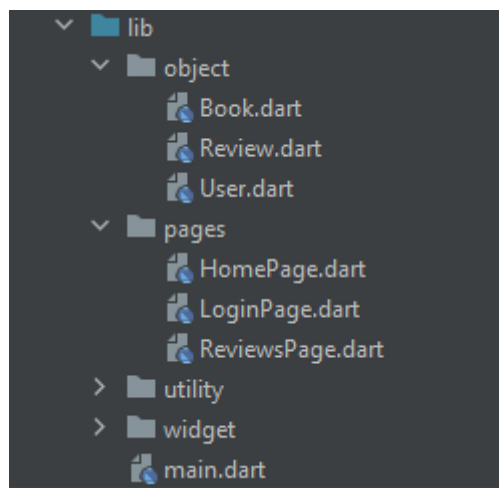 lib
object
Book.dart
Review.dart
User.dart
pages
HomePage.dart
LoginPage.dart
ReviewsPage.dart
utility
widget
main.dart